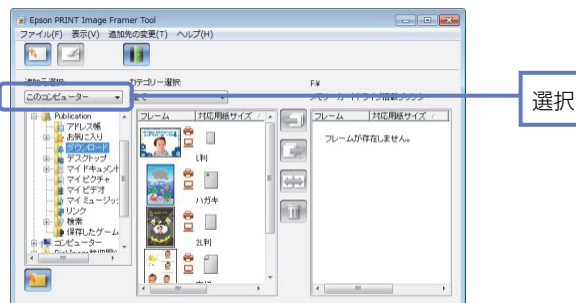 Epson PRINT Image Framer Tool
ファイル(F) 表示(V) 追加先の変更(T) ヘルプ(H)
追加元選択
カテゴリー選択
F:¥
このコンピューター
全て
選択
Publication
アドレス帳
お気に入り
ダウンロード
デスクトップ
マイ ドキュメント
マイ ピクチャ
マイ ビデオ
マイ ミュージック
リンク
検索
保存したゲーム
コンピューター
フレーム 対応用紙サイズ
L判
ハガキ
2L判
フレーム 対応用紙サイズ
フレームが存在しません。